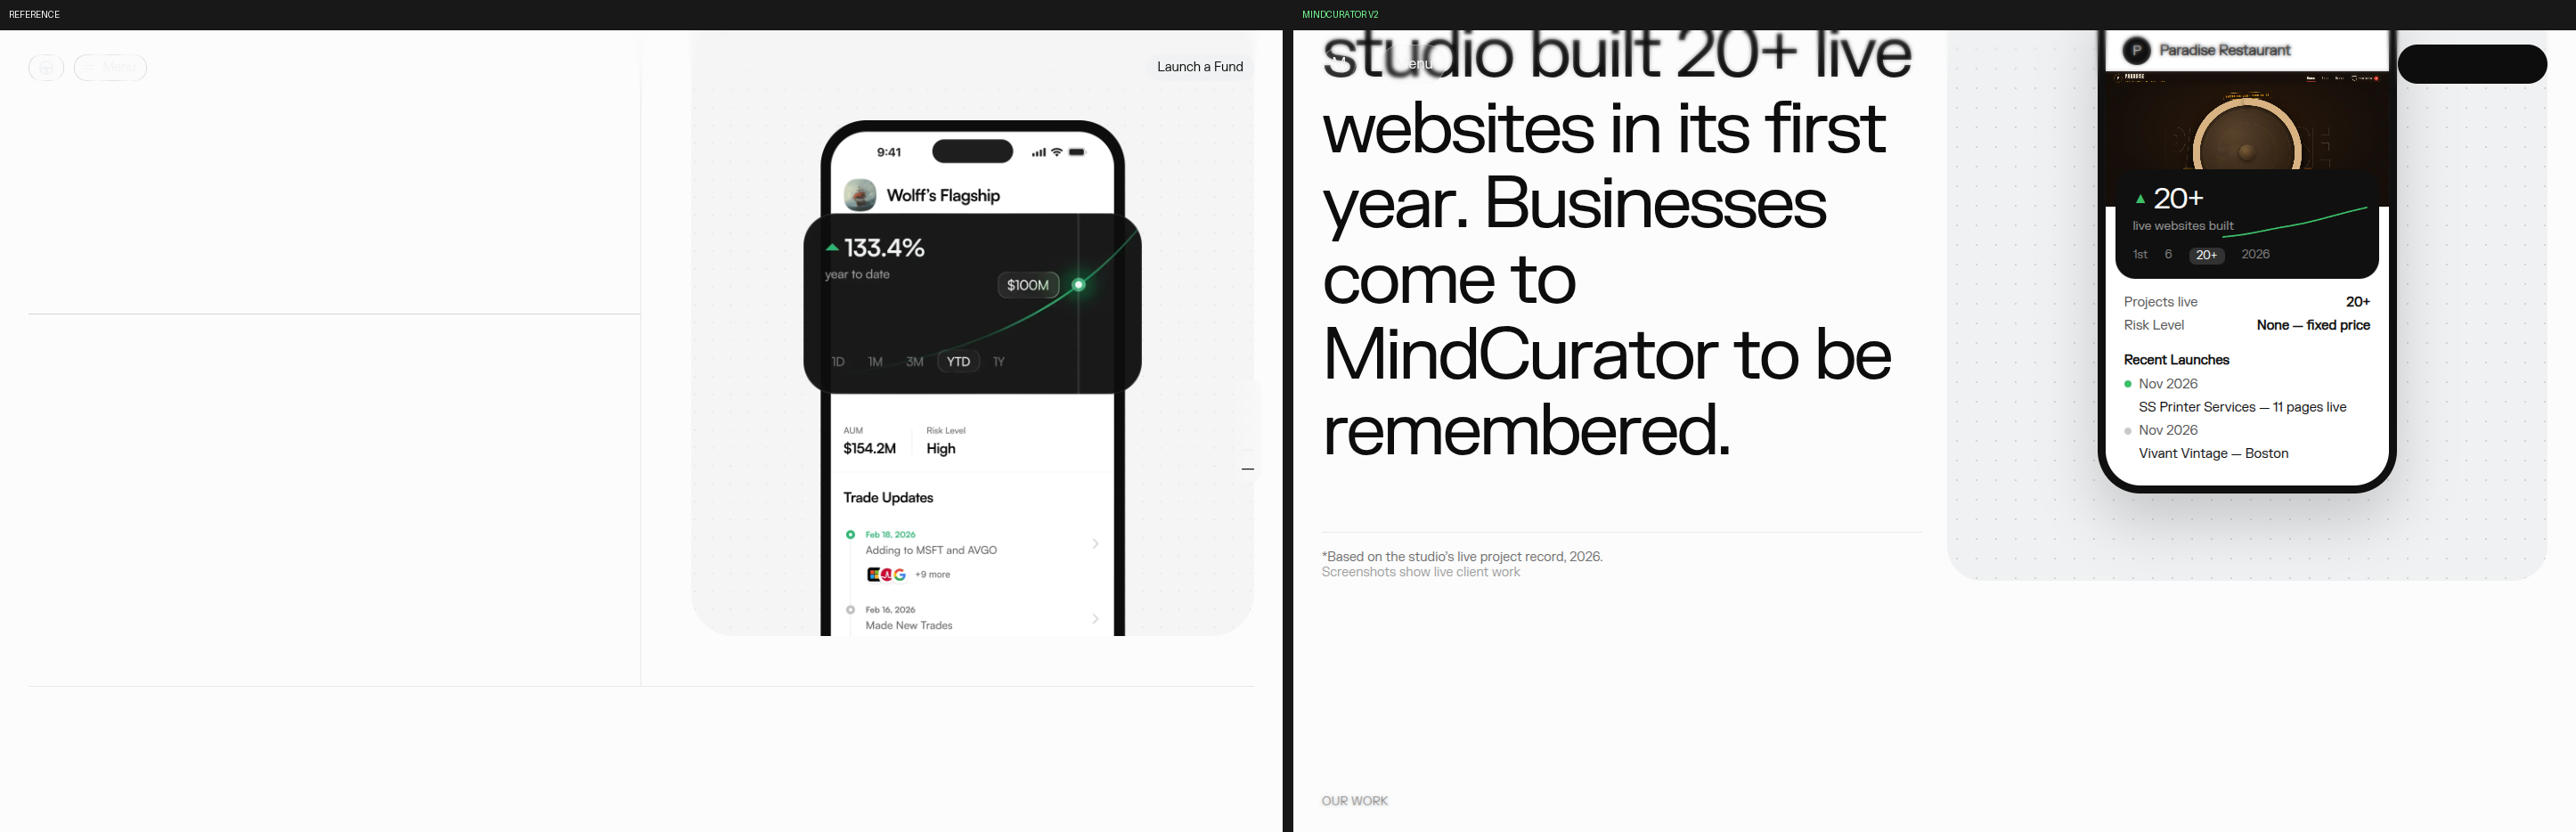 REFERENCE
MINDCURATOR V2
Menu
Launch a Fund
9:41
Wolff's Flagship
133.4%
year to date
$100M
1D 1M 3M YTD 1Y
AUM
$154.2M
Risk Level
High
Trade Updates
Feb 18, 2026
Adding to MSFT and AVGO
+9 more
Feb 16, 2026
Made New Trades
studio built 20+ live
websites in its first
year. Businesses
come to
MindCurator to be
remembered.
*Based on the studio's live project record, 2026.
Screenshots show live client work
OUR WORK
P Paradise Restaurant
PARADISE
20+
live websites built
1st 6 20+ 2026
Projects live 20+
Risk Level None — fixed price
Recent Launches
Nov 2026
SS Printer Services — 11 pages live
Nov 2026
Vivant Vintage — Boston